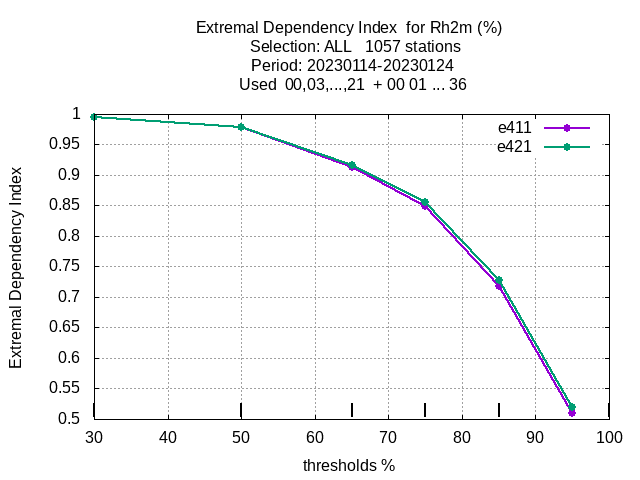 Extremal Dependency Index  for Rh2m (%)
Selection: ALL   1057 stations
Period: 20230114-20230124
Used  00,03,...,21  + 00 01 ... 36
e411
e421
1
0.95
0.9
0.85
0.8
0.75
0.7
0.65
0.6
0.55
0.5
Extremal Dependency Index
30 40 50 60 70 80 90 100
thresholds %